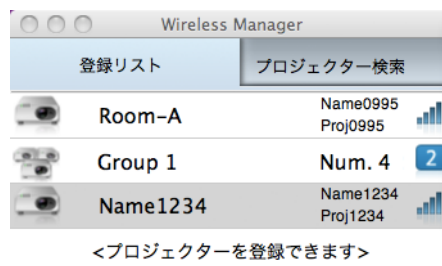 Wireless Manager
登録リスト プロジェクター検索
Room-A Name0995
Proj0995
Group 1 Num. 4 2
Name1234 Name1234
Proj1234
<プロジェクターを登録できます>